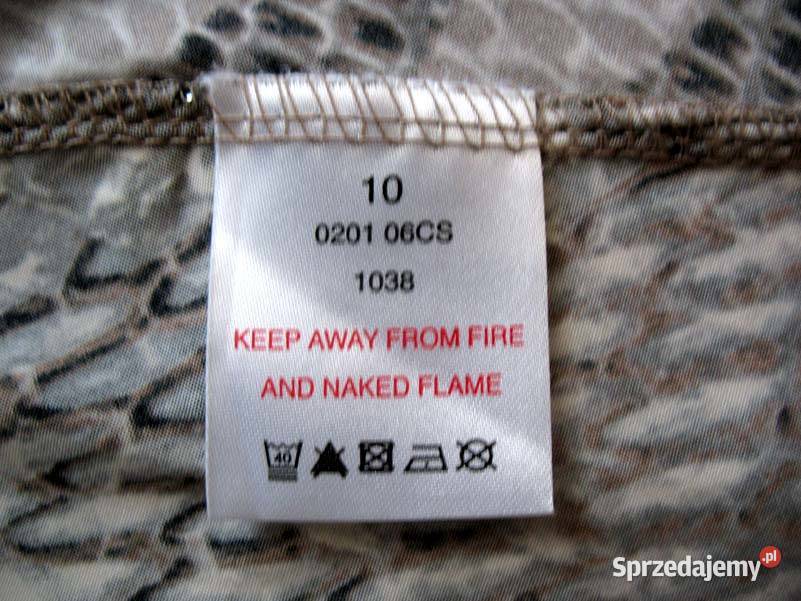 10
0201 06CS
1038
KEEP AWAY FROM FIRE
AND NAKED FLAME
40
Sprzedajemy.pl